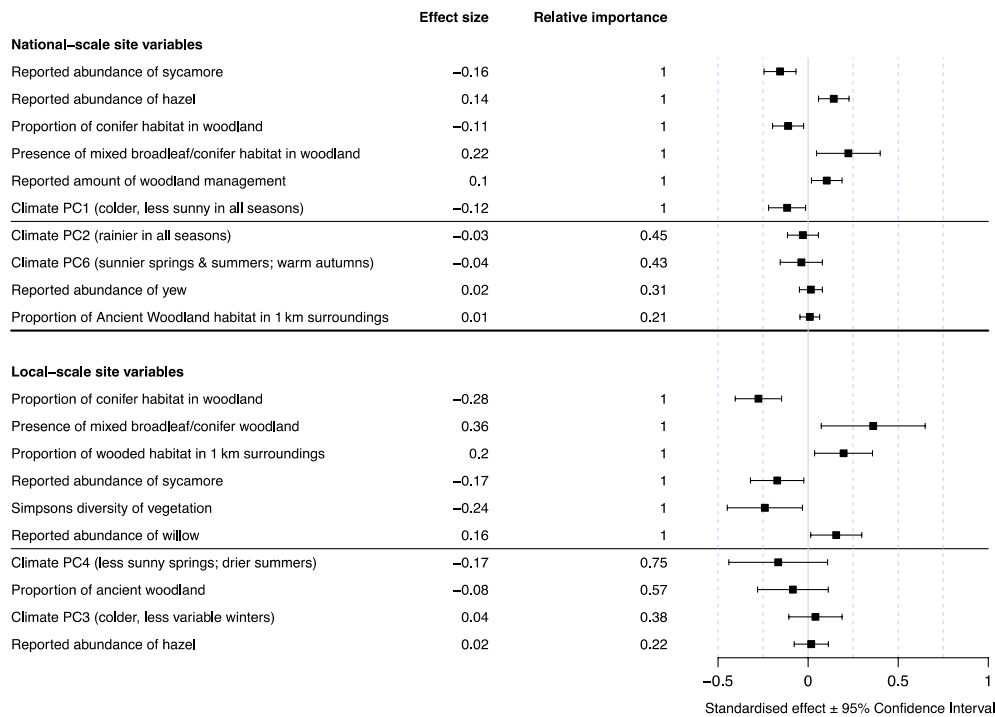 Effect size Relative importance
National–scale site variables
Reported abundance of sycamore −0.16 1
Reported abundance of hazel 0.14 1
Proportion of conifer habitat in woodland −0.11 1
Presence of mixed broadleaf/conifer habitat in woodland 0.22 1
Reported amount of woodland management 0.1 1
Climate PC1 (colder, less sunny in all seasons) −0.12 1
Climate PC2 (rainier in all seasons) −0.03 0.45
Climate PC6 (sunnier springs & summers; warm autumns) −0.04 0.43
Reported abundance of yew 0.02 0.31
Proportion of Ancient Woodland habitat in 1 km surroundings 0.01 0.21
Local–scale site variables
Proportion of conifer habitat in woodland −0.28 1
Presence of mixed broadleaf/conifer woodland 0.36 1
Proportion of wooded habitat in 1 km surroundings 0.2 1
Reported abundance of sycamore −0.17 1
Simpsons diversity of vegetation −0.24 1
Reported abundance of willow 0.16 1
Climate PC4 (less sunny springs; drier summers) −0.17 0.75
Proportion of ancient woodland −0.08 0.57
Climate PC3 (colder, less variable winters) 0.04 0.38
Reported abundance of hazel 0.02 0.22
−0.5 0 0.5 1
Standardised effect ± 95% Confidence Interval